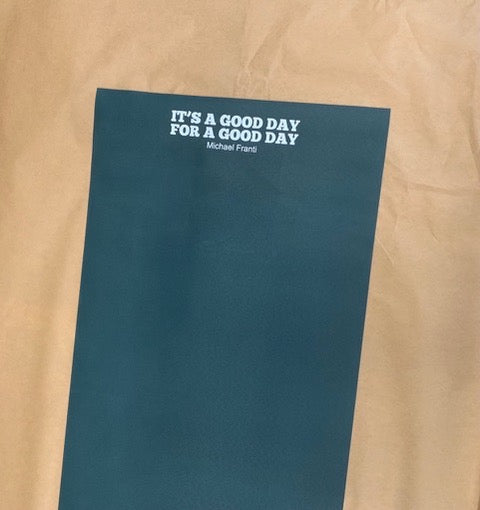 IT'S A GOOD DAY
FOR A GOOD DAY
Michael Franti